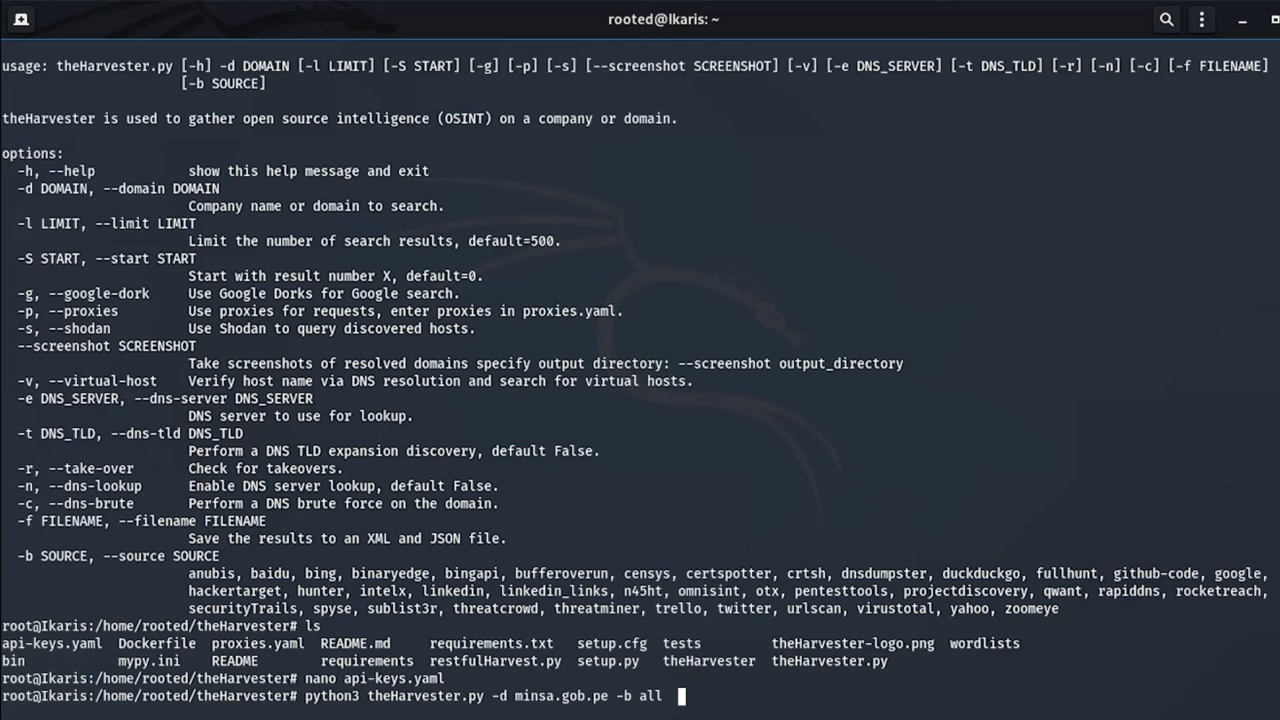 rooted@Ikaris: ~
usage: theHarvester.py [-h] -d DOMAIN [-l LIMIT] [-S START] [-g] [-p] [-s] [--screenshot SCREENSHOT] [-v] [-e DNS_SERVER] [-t DNS_TLD] [-r] [-n] [-c] [-f FILENAME]
[-b SOURCE]
theHarvester is used to gather open source intelligence (OSINT) on a company or domain.
options:
-h, --help show this help message and exit
-d DOMAIN, --domain DOMAIN
Company name or domain to search.
-l LIMIT, --limit LIMIT
Limit the number of search results, default=500.
-S START, --start START
Start with result number X, default=0.
-g, --google-dork Use Google Dorks for Google search.
-p, --proxies Use proxies for requests, enter proxies in proxies.yaml.
-s, --shodan Use Shodan to query discovered hosts.
--screenshot SCREENSHOT
Take screenshots of resolved domains specify output directory: --screenshot output_directory
-v, --virtual-host Verify host name via DNS resolution and search for virtual hosts.
-e DNS_SERVER, --dns-server DNS_SERVER
DNS server to use for lookup.
-t DNS_TLD, --dns-tld DNS_TLD
Perform a DNS TLD expansion discovery, default False.
-r, --take-over Check for takeovers.
-n, --dns-lookup Enable DNS server lookup, default False.
-c, --dns-brute Perform a DNS brute force on the domain.
-f FILENAME, --filename FILENAME
Save the results to an XML and JSON file.
-b SOURCE, --source SOURCE
anubis, baidu, bing, binaryedge, bingapi, bufferoverun, censys, certspotter, crtsh, dnsdumpster, duckduckgo, fullhunt, github-code, google,
hackertarget, hunter, intelx, linkedin, linkedin_links, n45ht, omnisint, otx, pentesttools, projectdiscovery, qwant, rapiddns, rocketreach,
securityTrails, spyse, sublist3r, threatcrowd, threatminer, trello, twitter, urlscan, virustotal, yahoo, zoomeye
root@Ikaris:/home/rooted/theHarvester# ls
api-keys.yaml Dockerfile proxies.yaml README.md requirements.txt setup.cfg tests theHarvester-logo.png wordlists
bin mypy.ini README requirements restfulHarvest.py setup.py theHarvester theHarvester.py
root@Ikaris:/home/rooted/theHarvester# nano api-keys.yaml
root@Ikaris:/home/rooted/theHarvester# python3 theHarvester.py -d minsa.gob.pe -b all